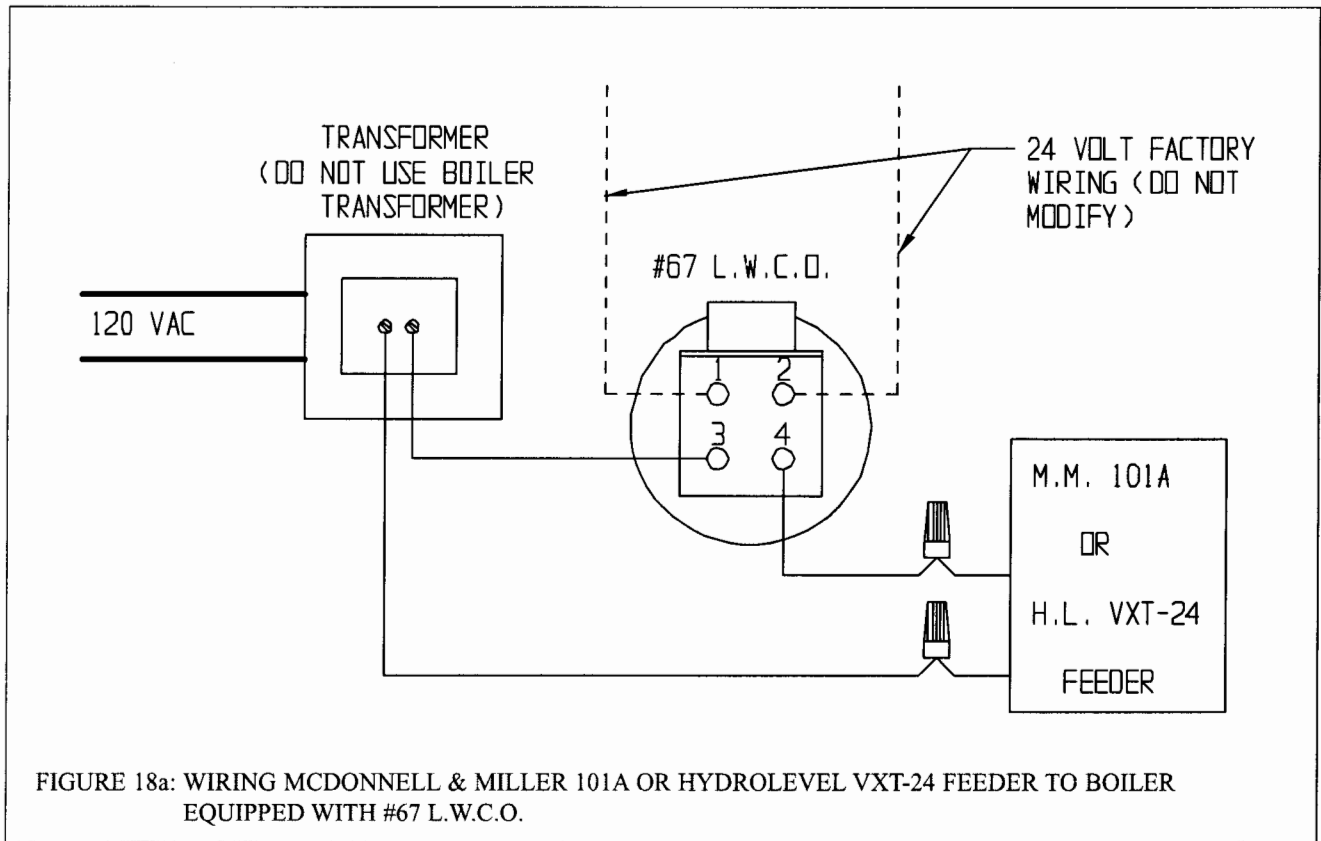 TRANSFORMER
(DO NOT USE BOILER
TRANSFORMER)
24 VOLT FACTORY
WIRING (DO NOT
MODIFY)
#67 L.W.C.O.
120 VAC
1 2
3 4
M.M. 101A
OR
H.L. VXT-24
FEEDER
FIGURE 18a: WIRING MCDONNELL & MILLER 101A OR HYDROLEVEL VXT-24 FEEDER TO BOILER
EQUIPPED WITH #67 L.W.C.O.